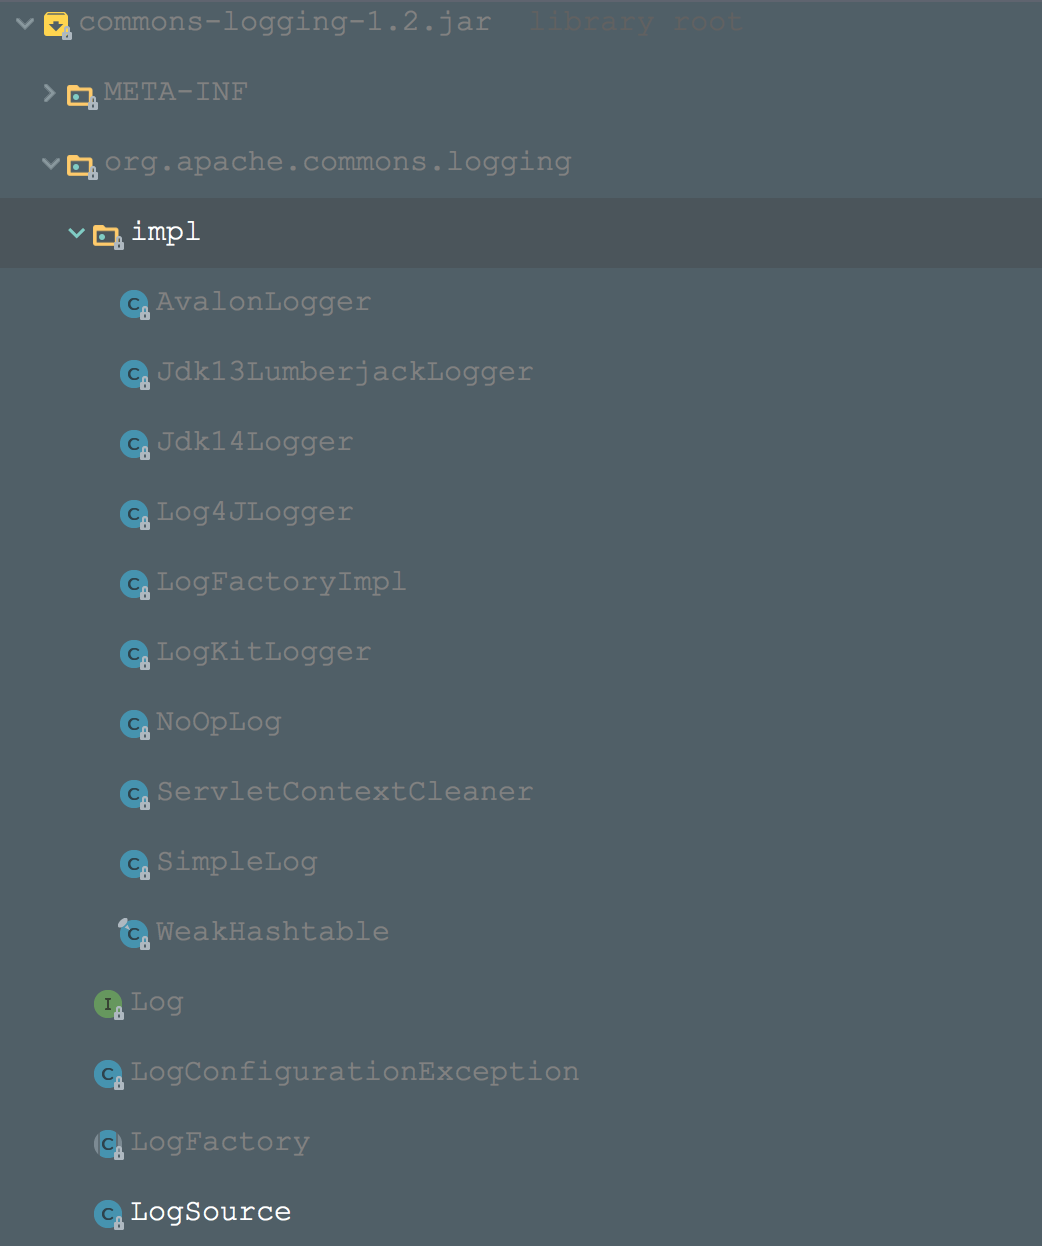 commons-logging-1.2.jar library root
META-INF
org.apache.commons.logging
impl
C AvalonLogger
C Jdk13LumberjackLogger
C Jdk14Logger
C Log4JLogger
C LogFactoryImpl
C LogKitLogger
C NoOpLog
C ServletContextCleaner
C SimpleLog
C WeakHashtable
I Log
C LogConfigurationException
C LogFactory
C LogSource